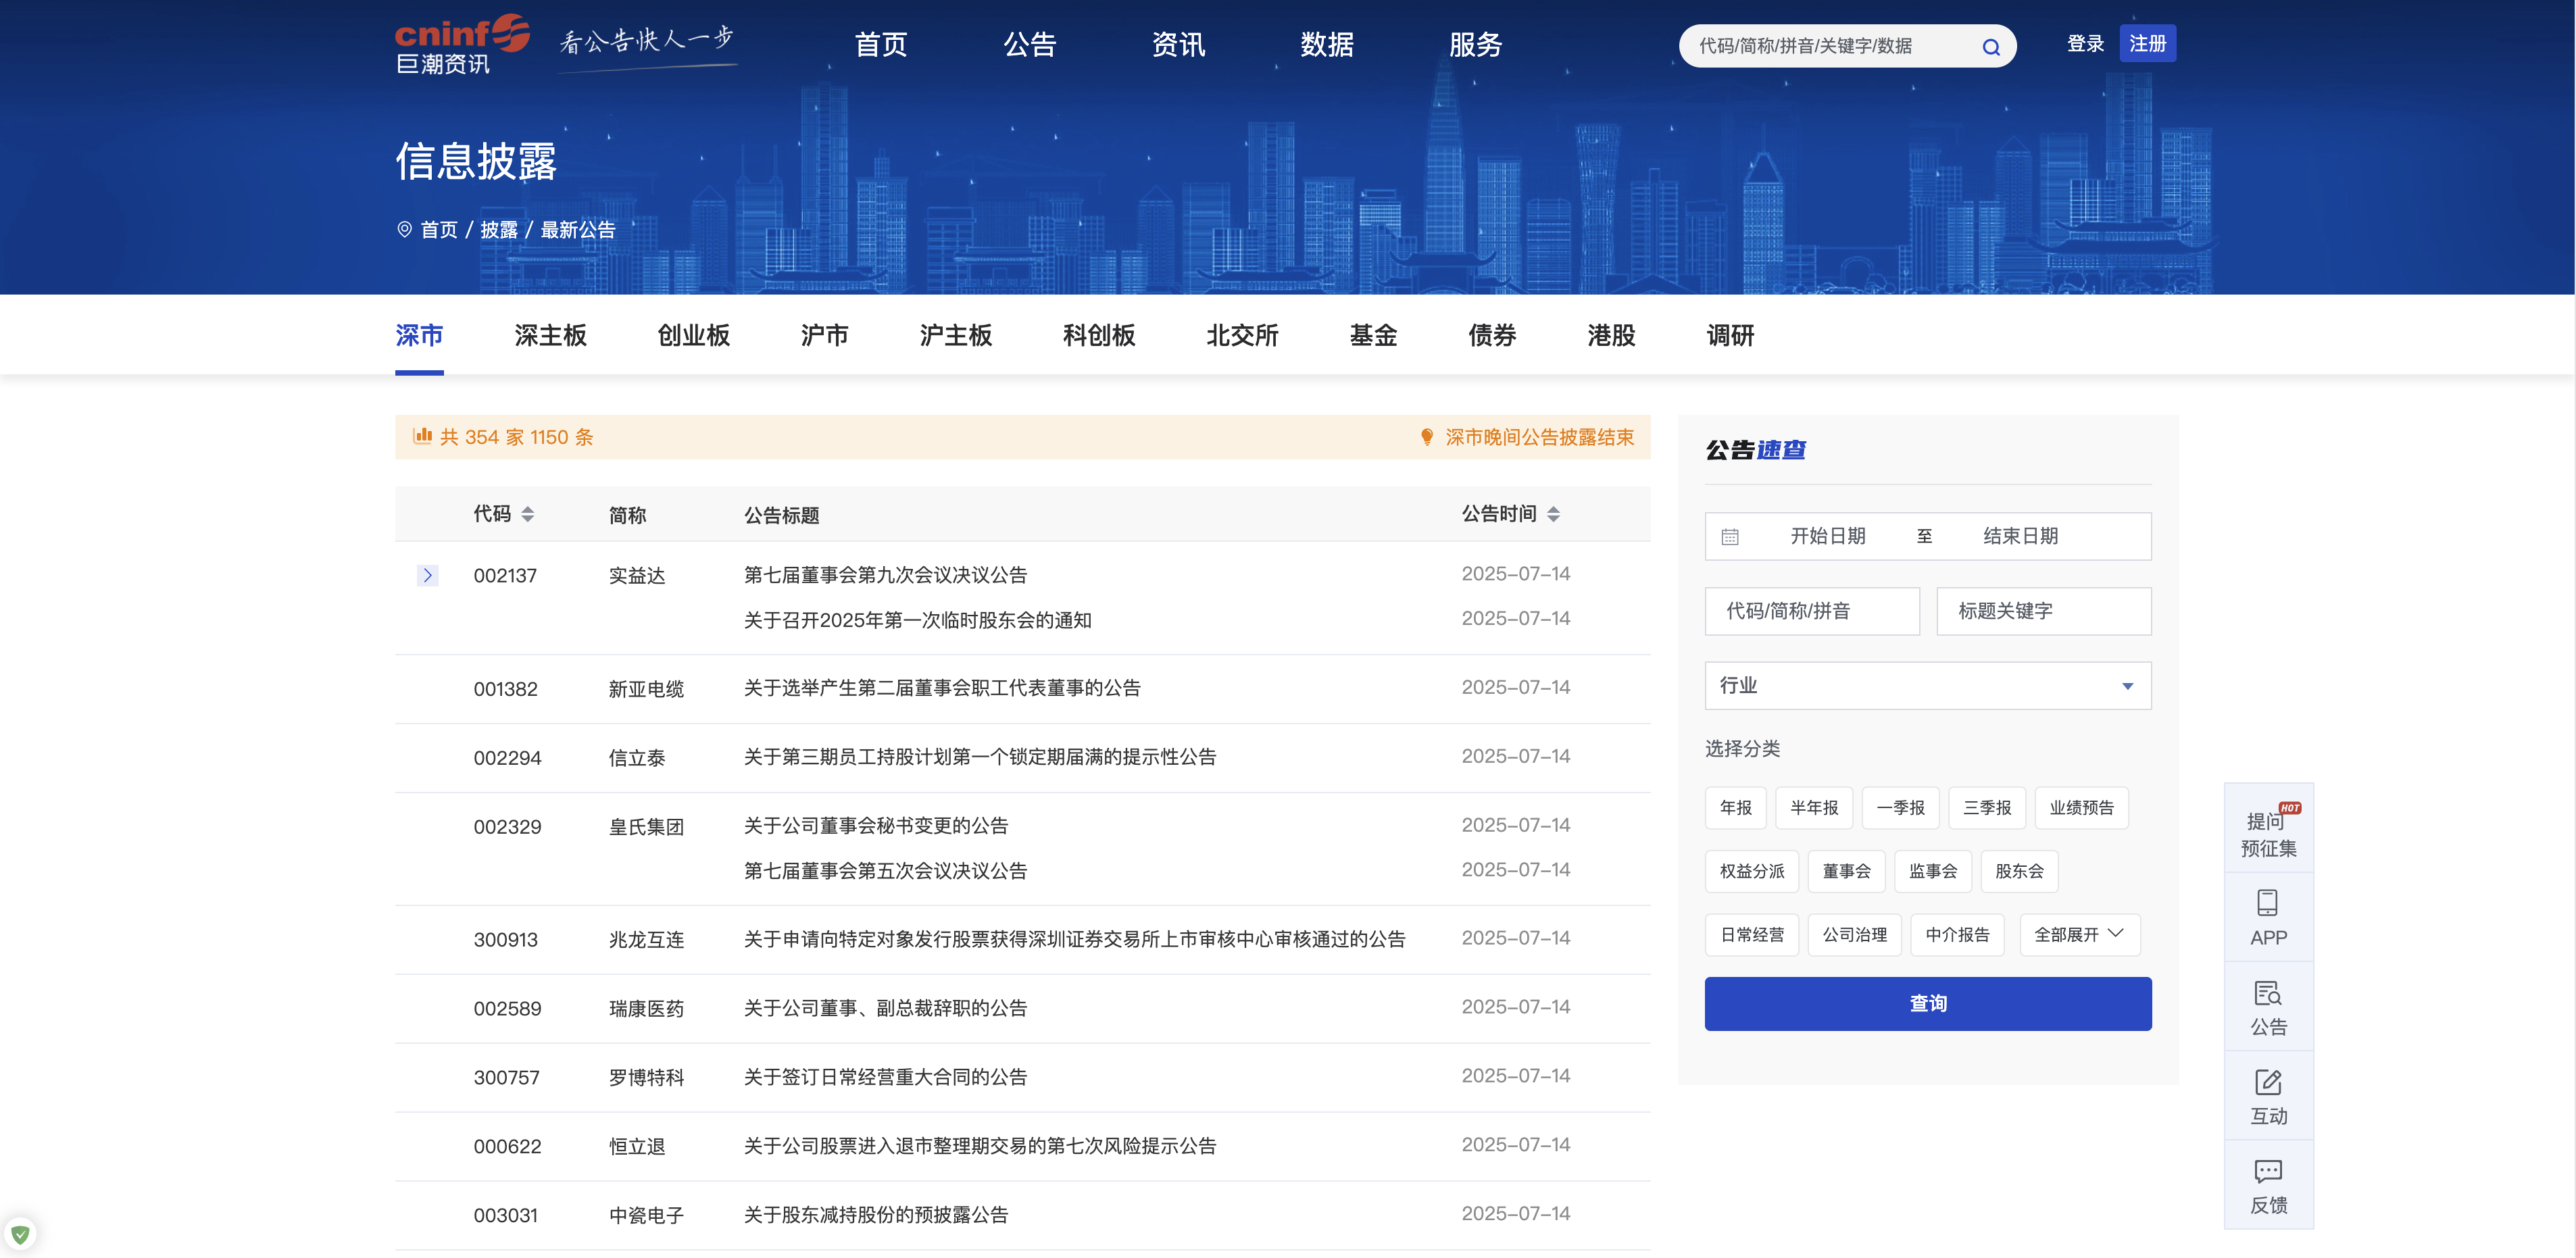 cninf
巨潮资讯
看公告快人一步
首页 公告 资讯 数据 服务
代码/简称/拼音/关键字/数据
登录 注册
信息披露
首页 / 披露 / 最新公告
深市 深主板 创业板 沪市 沪主板 科创板 北交所 基金 债券 港股 调研
共 354 家 1150 条 深市晚间公告披露结束
代码 简称 公告标题 公告时间
002137 实益达 第七届董事会第九次会议决议公告 2025-07-14
关于召开2025年第一次临时股东会的通知 2025-07-14
001382 新亚电缆 关于选举产生第二届董事会职工代表董事的公告 2025-07-14
002294 信立泰 关于第三期员工持股计划第一个锁定期届满的提示性公告 2025-07-14
002329 皇氏集团 关于公司董事会秘书变更的公告 2025-07-14
第七届董事会第五次会议决议公告 2025-07-14
300913 兆龙互连 关于申请向特定对象发行股票获得深圳证券交易所上市审核中心审核通过的公告 2025-07-14
002589 瑞康医药 关于公司董事、副总裁辞职的公告 2025-07-14
300757 罗博特科 关于签订日常经营重大合同的公告 2025-07-14
000622 恒立退 关于公司股票进入退市整理期交易的第七次风险提示公告 2025-07-14
003031 中瓷电子 关于股东减持股份的预披露公告 2025-07-14
公告速查
开始日期 至 结束日期
代码/简称/拼音 标题关键字
行业
选择分类
年报 半年报 一季报 三季报 业绩预告
权益分派 董事会 监事会 股东会
日常经营 公司治理 中介报告 全部展开
查询
HOT
提问
预征集
APP
公告
互动
反馈